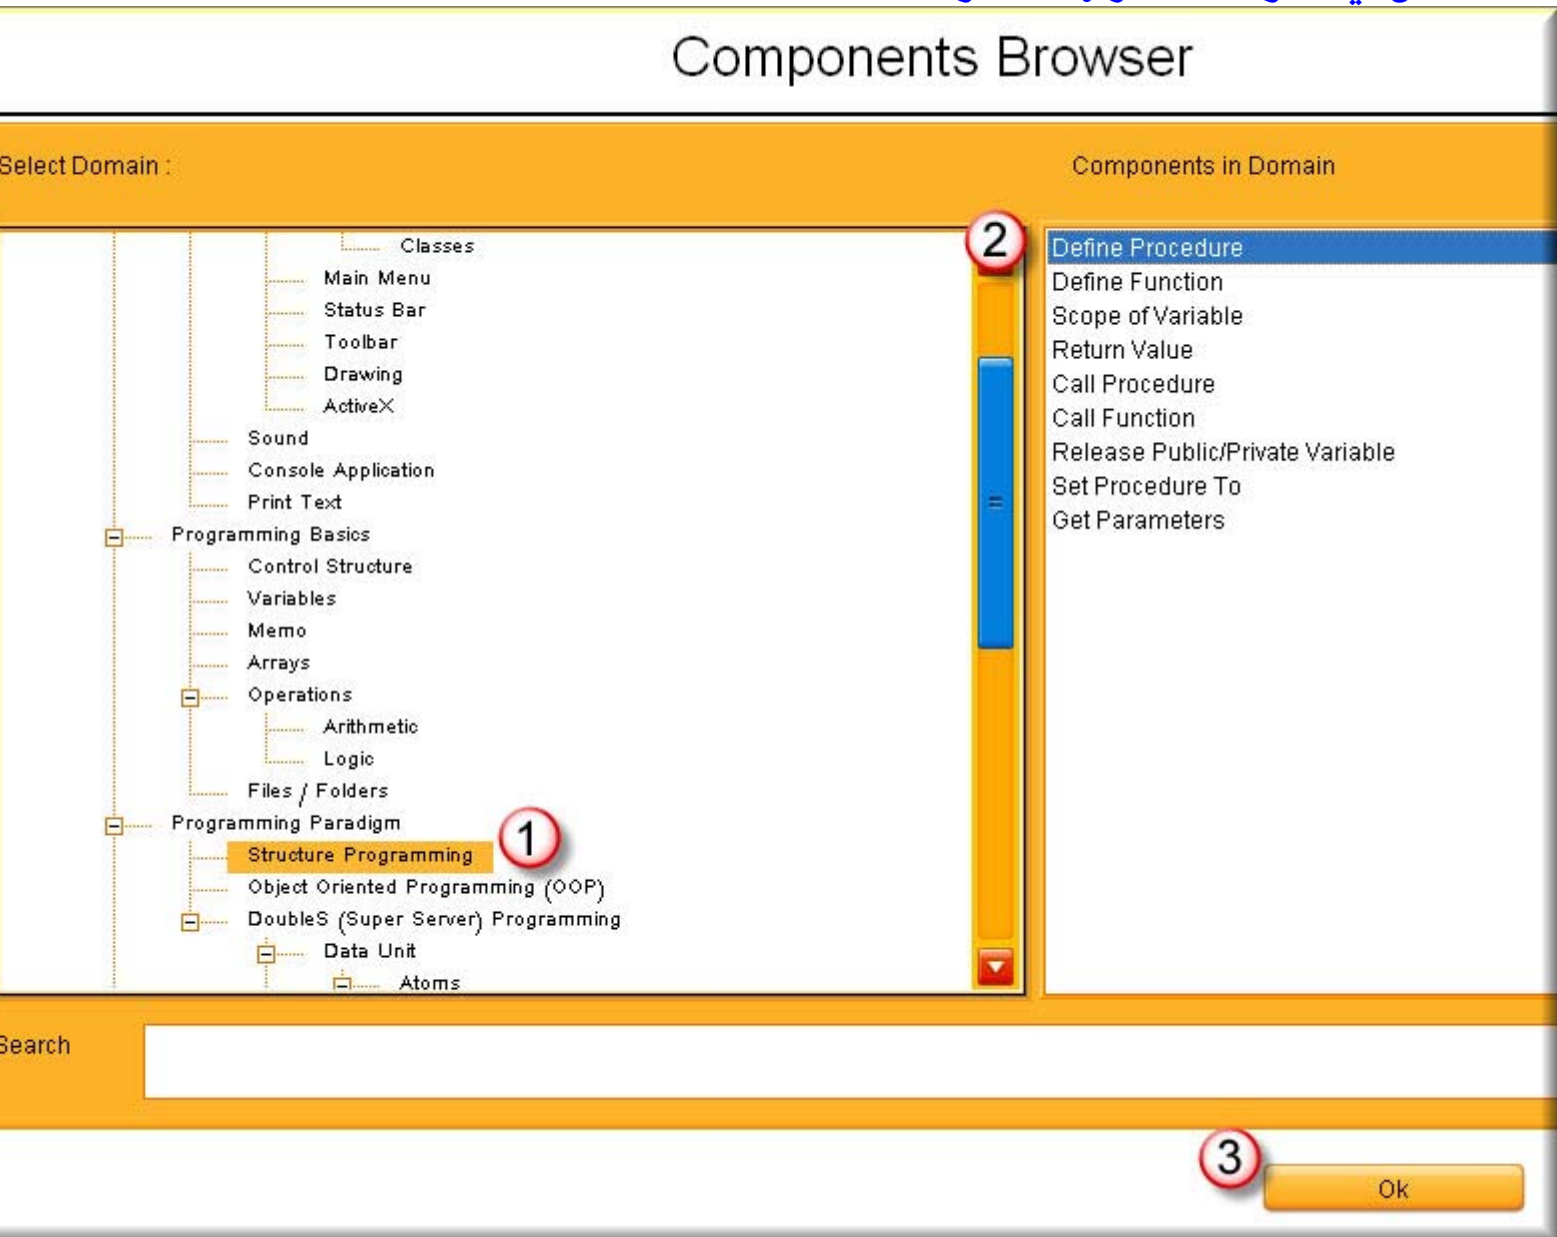 Components Browser
Select Domain :
Components in Domain
Classes
Main Menu
Status Bar
Toolbar
Drawing
ActiveX
Sound
Console Application
Print Text
Programming Basics
Control Structure
Variables
Memo
Arrays
Operations
Arithmetic
Logic
Files / Folders
Programming Paradigm
1
Structure Programming
Object Oriented Programming (OOP)
DoubleS (Super Server) Programming
Data Unit
Atoms
2
Define Procedure
Define Function
Scope of Variable
Return Value
Call Procedure
Call Function
Release Public/Private Variable
Set Procedure To
Get Parameters
Search
3
Ok